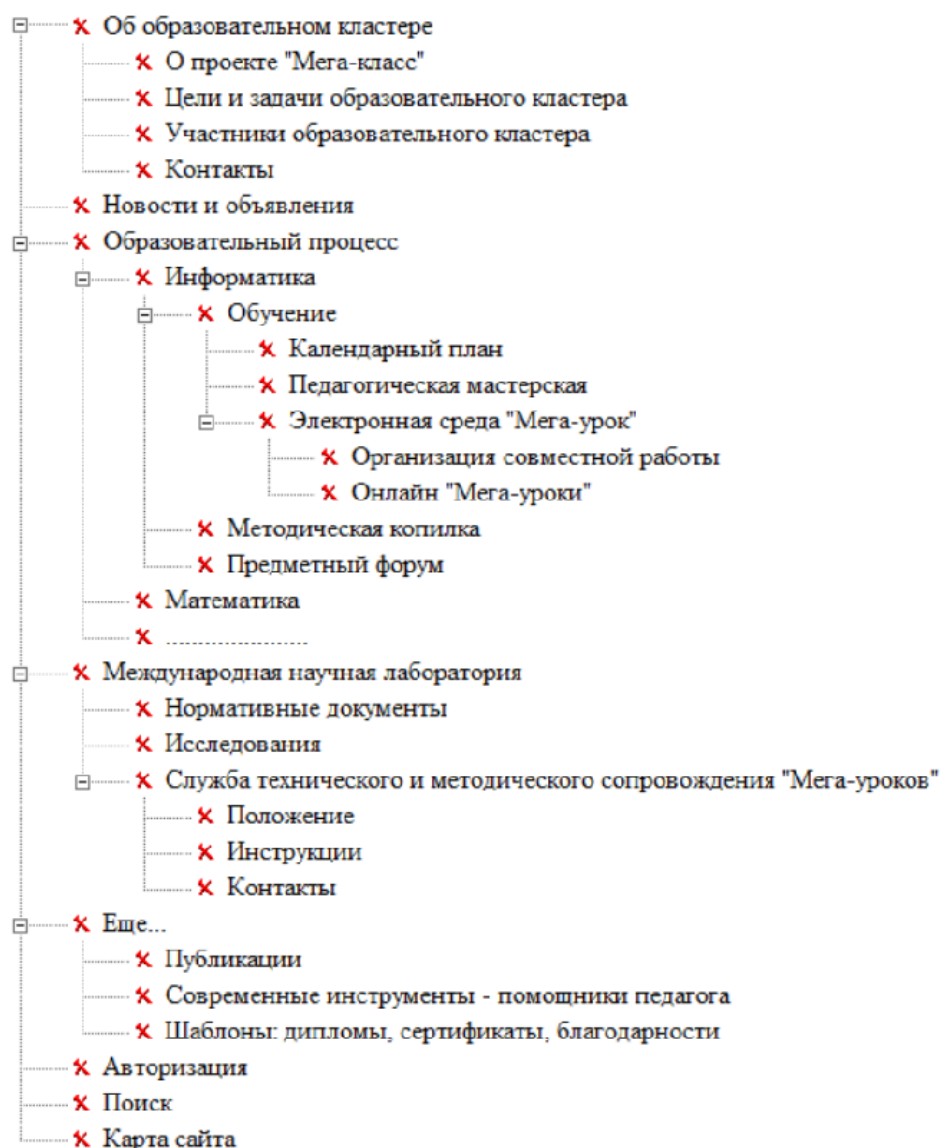 Об образовательном кластере
О проекте "Мега-класс"
Цели и задачи образовательного кластера
Участники образовательного кластера
Контакты
Новости и объявления
Образовательный процесс
Информатика
Обучение
Календарный план
Педагогическая мастерская
Электронная среда "Мега-урок"
Организация совместной работы
Онлайн "Мега-уроки"
Методическая копилка
Предметный форум
Математика
......................
Международная научная лаборатория
Нормативные документы
Исследования
Служба технического и методического сопровождения "Мега-уроков"
Положение
Инструкции
Контакты
Еще...
Публикации
Современные инструменты - помощники педагога
Шаблоны: дипломы, сертификаты, благодарности
Авторизация
Поиск
Карта сайта